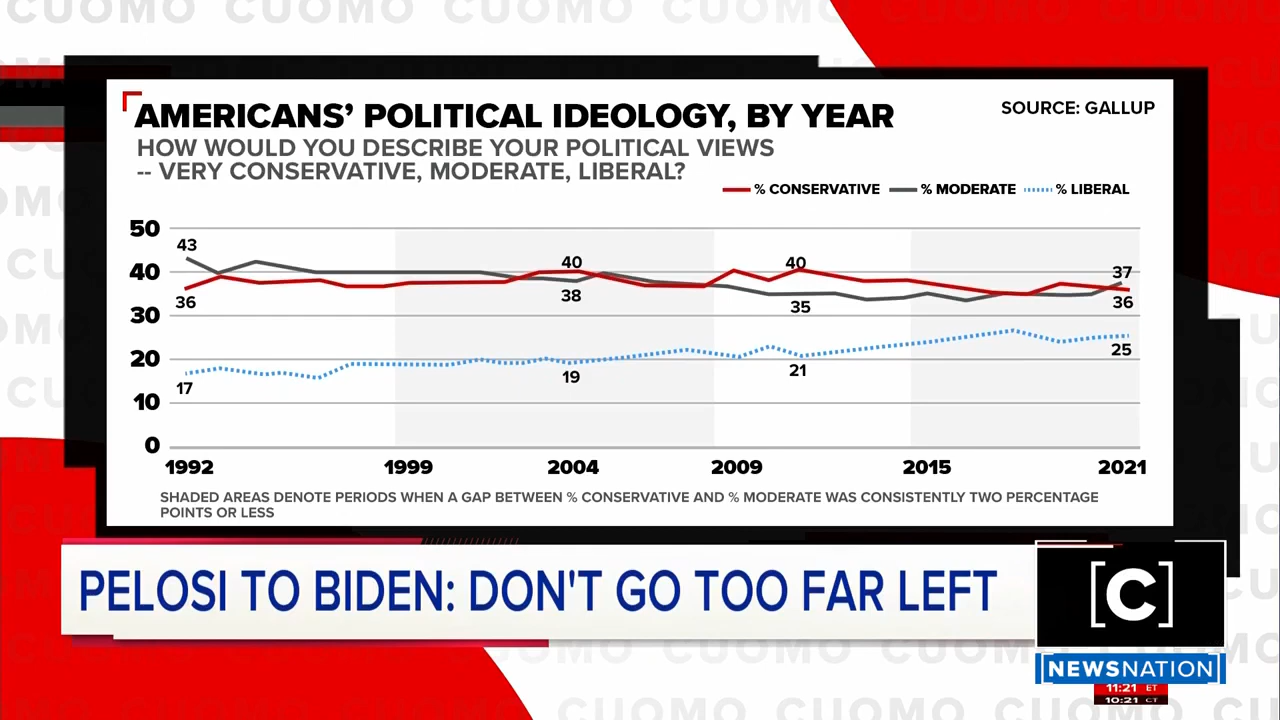 CUOMO CUOMO CUOMO CUOMO CUOMO CUOMO
AMERICANS' POLITICAL IDEOLOGY, BY YEAR
SOURCE: GALLUP
HOW WOULD YOU DESCRIBE YOUR POLITICAL VIEWS
-- VERY CONSERVATIVE, MODERATE, LIBERAL?
% CONSERVATIVE % MODERATE % LIBERAL
50
43
40
40
40
37
36
38
35
36
30
20
17
19
21
25
10
0
1992 1999 2004 2009 2015 2021
SHADED AREAS DENOTE PERIODS WHEN A GAP BETWEEN % CONSERVATIVE AND % MODERATE WAS CONSISTENTLY TWO PERCENTAGE
POINTS OR LESS
PELOSI TO BIDEN: DON'T GO TOO FAR LEFT
[C]
NEWSNATION
11:21 ET
10:21 CT